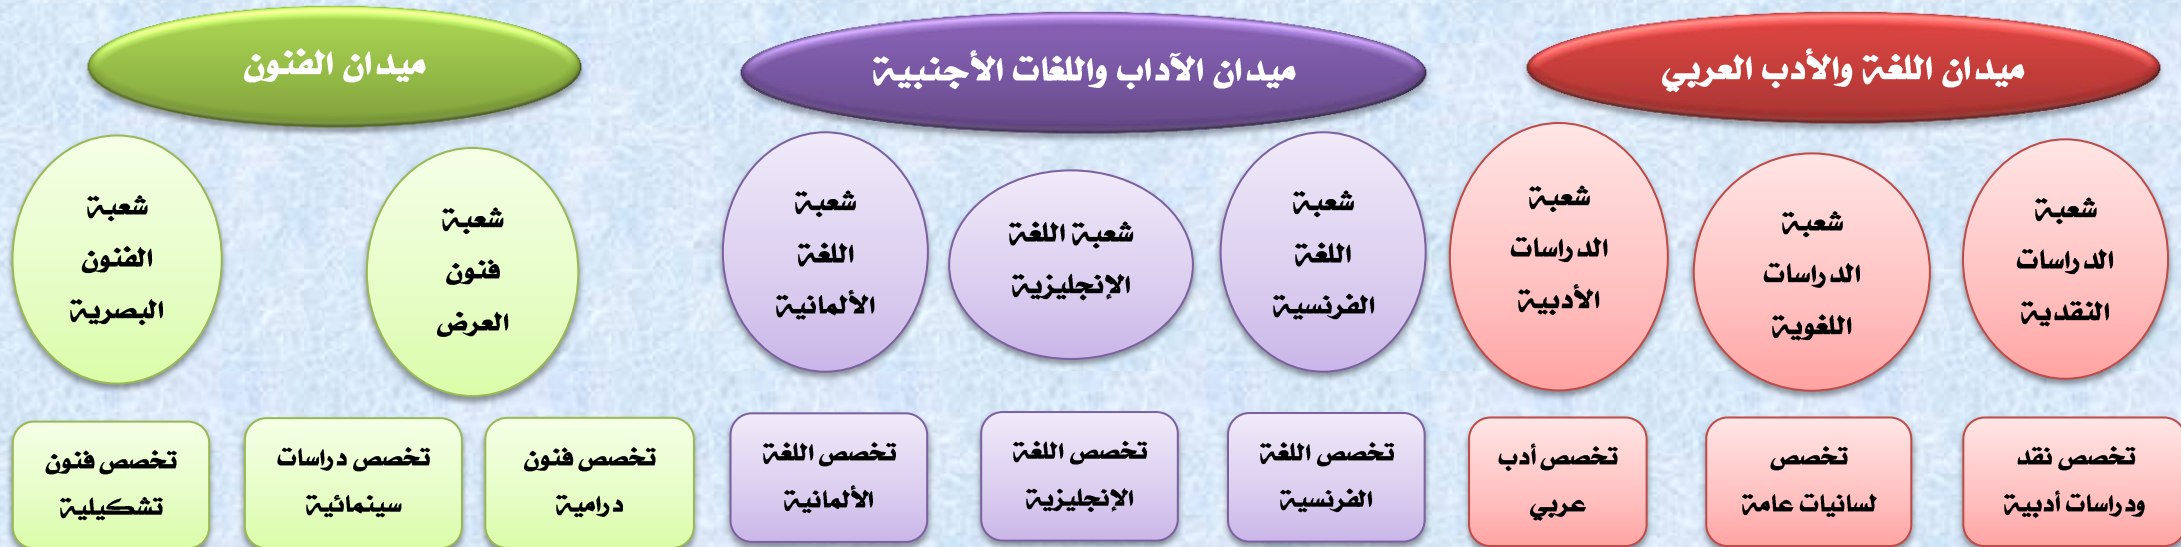 ميدان اللغة والأدب العربي
ميدان الآداب واللغات الأجنبية
ميدان الفنون
شعبة
الدراسات
النقدية
شعبة
الدراسات
اللغوية
شعبة
الدراسات
الأدبية
شعبة
اللغة
الفرنسية
شعبة اللغة
الإنجليزية
شعبة
اللغة
الألمانية
شعبة
فنون
العرض
شعبة
الفنون
البصرية
تخصص نقد
ودراسات أدبية
تخصص
لسانيات عامة
تخصص أدب
عربي
تخصص اللغة
الفرنسية
تخصص اللغة
الإنجليزية
تخصص اللغة
الألمانية
تخصص فنون
درامية
تخصص دراسات
سينمائية
تخصص فنون
تشكيلية